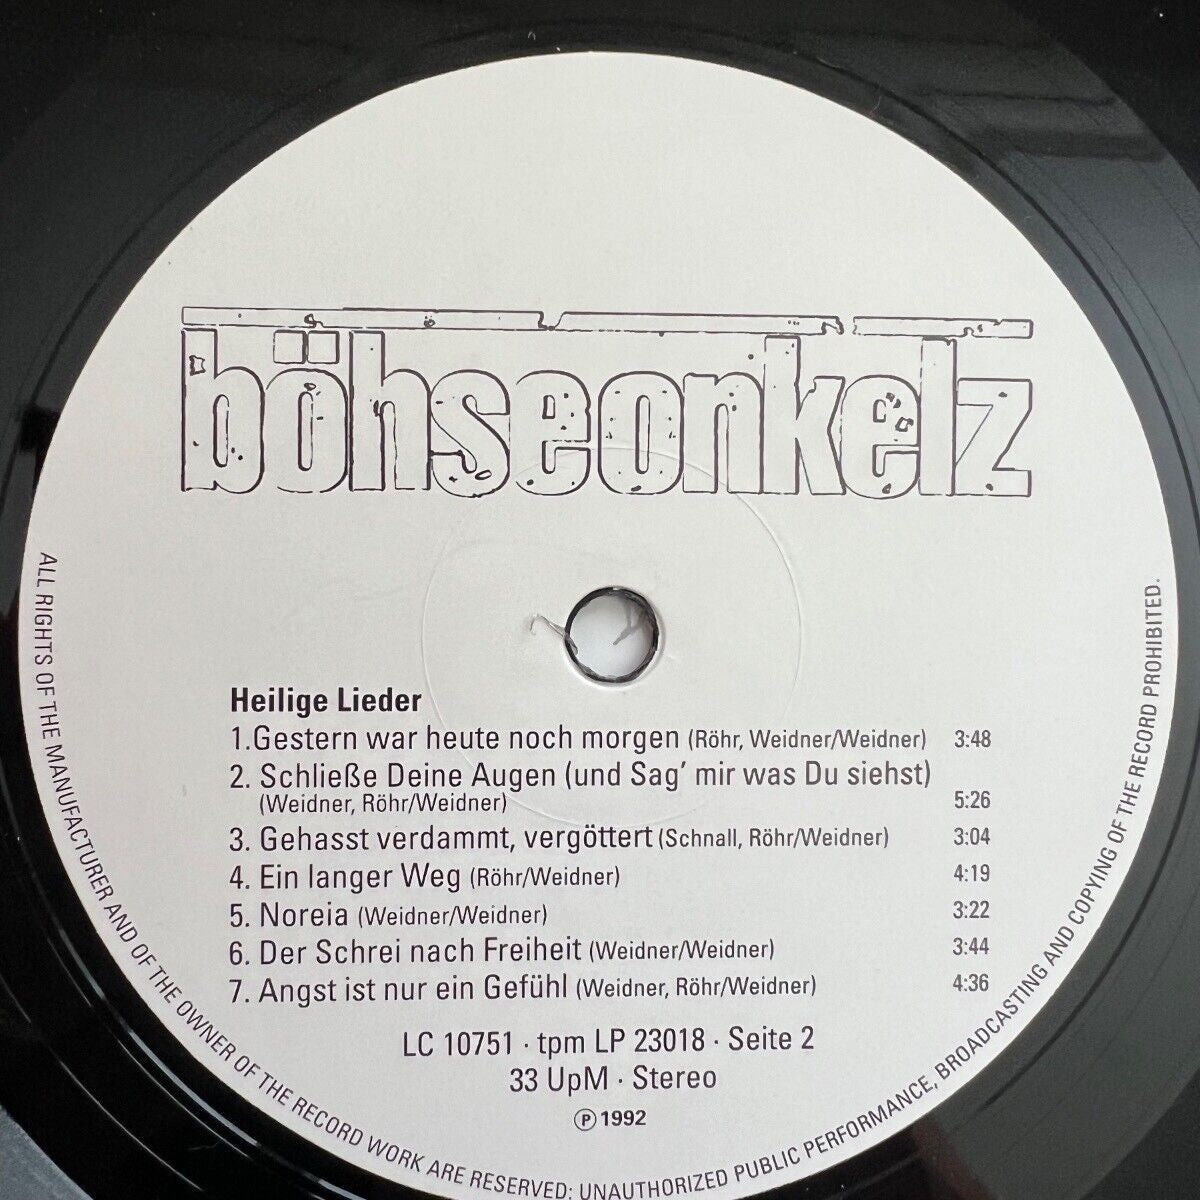 böhseonkelz
Heilige Lieder
1.Gestern war heute noch morgen (Röhr, Weidner/Weidner) 3:48
2. Schließe Deine Augen (und Sag' mir was Du siehst)
(Weidner, Röhr/Weidner) 5:26
3. Gehasst verdammt, vergöttert (Schnall, Röhr/Weidner) 3:04
4. Ein langer Weg (Röhr/Weidner) 4:19
5. Noreia (Weidner/Weidner) 3:22
6. Der Schrei nach Freiheit (Weidner/Weidner) 3:44
7. Angst ist nur ein Gefühl (Weidner, Röhr/Weidner) 4:36
LC 10751 · tpm LP 23018 · Seite 2
33 UpM · Stereo
℗ 1992
ALL RIGHTS OF THE MANUFACTURER AND OF THE OWNER OF THE RECORD WORK ARE RESERVED; UNAUTHORIZED PUBLIC PERFORMANCE, BROADCASTING AND COPYING OF THE RECORD PROHIBITED.